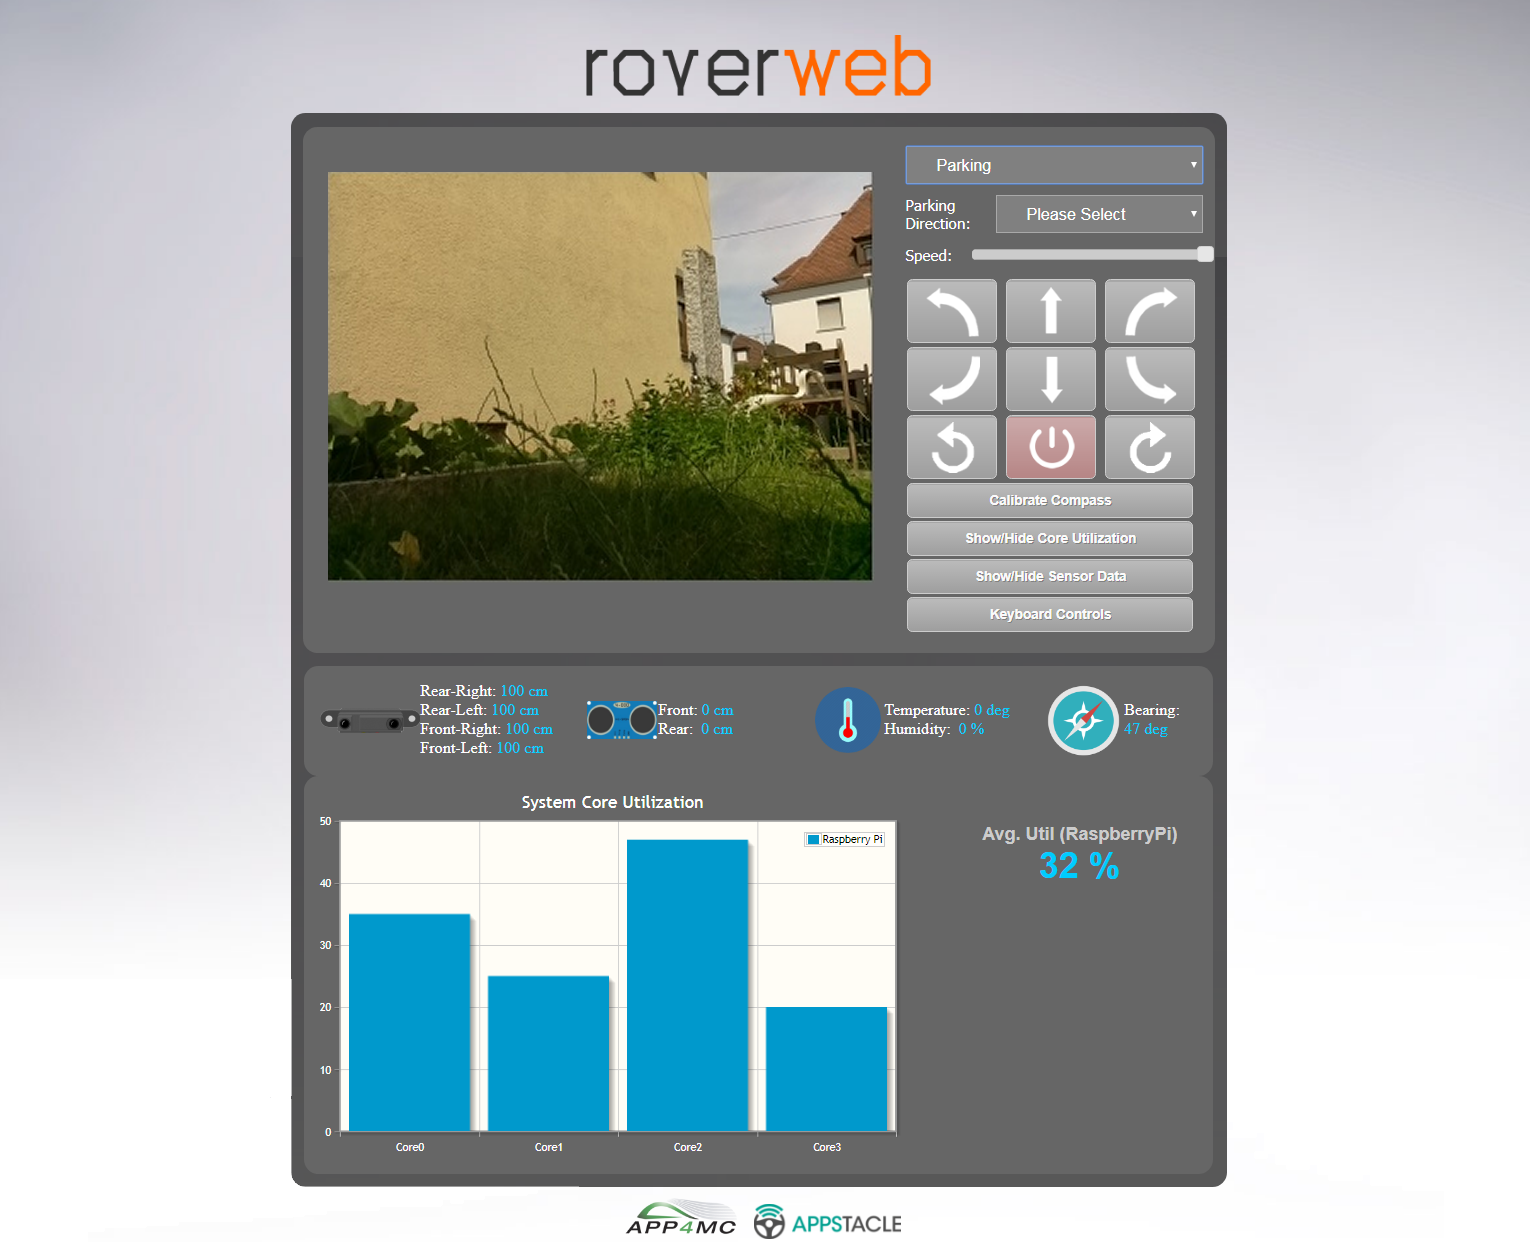 roverweb
Parking
Parking
Direction:
Please Select
Speed:
Calibrate Compass
Show/Hide Core Utilization
Show/Hide Sensor Data
Keyboard Controls
Rear-Right: 100 cm
Rear-Left: 100 cm
Front-Right: 100 cm
Front-Left: 100 cm
Front: 0 cm
Rear: 0 cm
Temperature: 0 deg
Humidity: 0 %
Bearing:
47 deg
System Core Utilization
50
40
30
20
10
0
Raspberry Pi
Core0 Core1 Core2 Core3
Avg. Util (RaspberryPi)
32 %
APP4MC
APPSTACLE